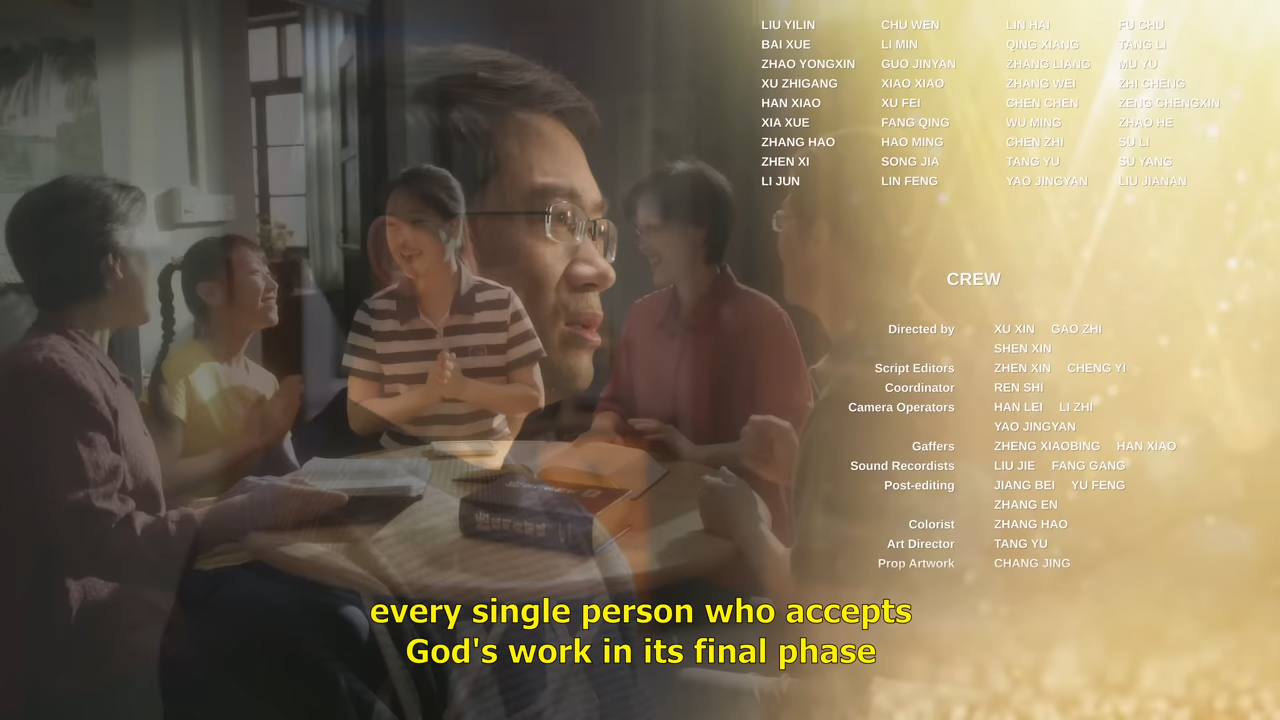 LIU YILIN CHU WEN LIN HAI FU CHU
BAI XUE LI MIN QING XIANG TANG LI
ZHAO YONGXIN GUO JINYAN ZHANG LIANG MU YU
XU ZHIGANG XIAO XIAO ZHANG WEI ZHI CHENG
HAN XIAO XU FEI CHEN CHEN ZENG CHENGXIN
XIA XUE FANG QING WU MING ZHAO HE
ZHANG HAO HAO MING CHEN ZHI SU LI
ZHEN XI SONG JIA TANG YU SU YANG
LI JUN LIN FENG YAO JINGYAN LIU JIANAN
CREW
Directed by XU XIN GAO ZHI
SHEN XIN
Script Editors ZHEN XIN CHENG YI
Coordinator REN SHI
Camera Operators HAN LEI LI ZHI
YAO JINGYAN
Gaffers ZHENG XIAOBING HAN XIAO
Sound Recordists LIU JIE FANG GANG
Post-editing JIANG BEI YU FENG
ZHANG EN
Colorist ZHANG HAO
Art Director TANG YU
Prop Artwork CHANG JING
every single person who accepts
God's work in its final phase